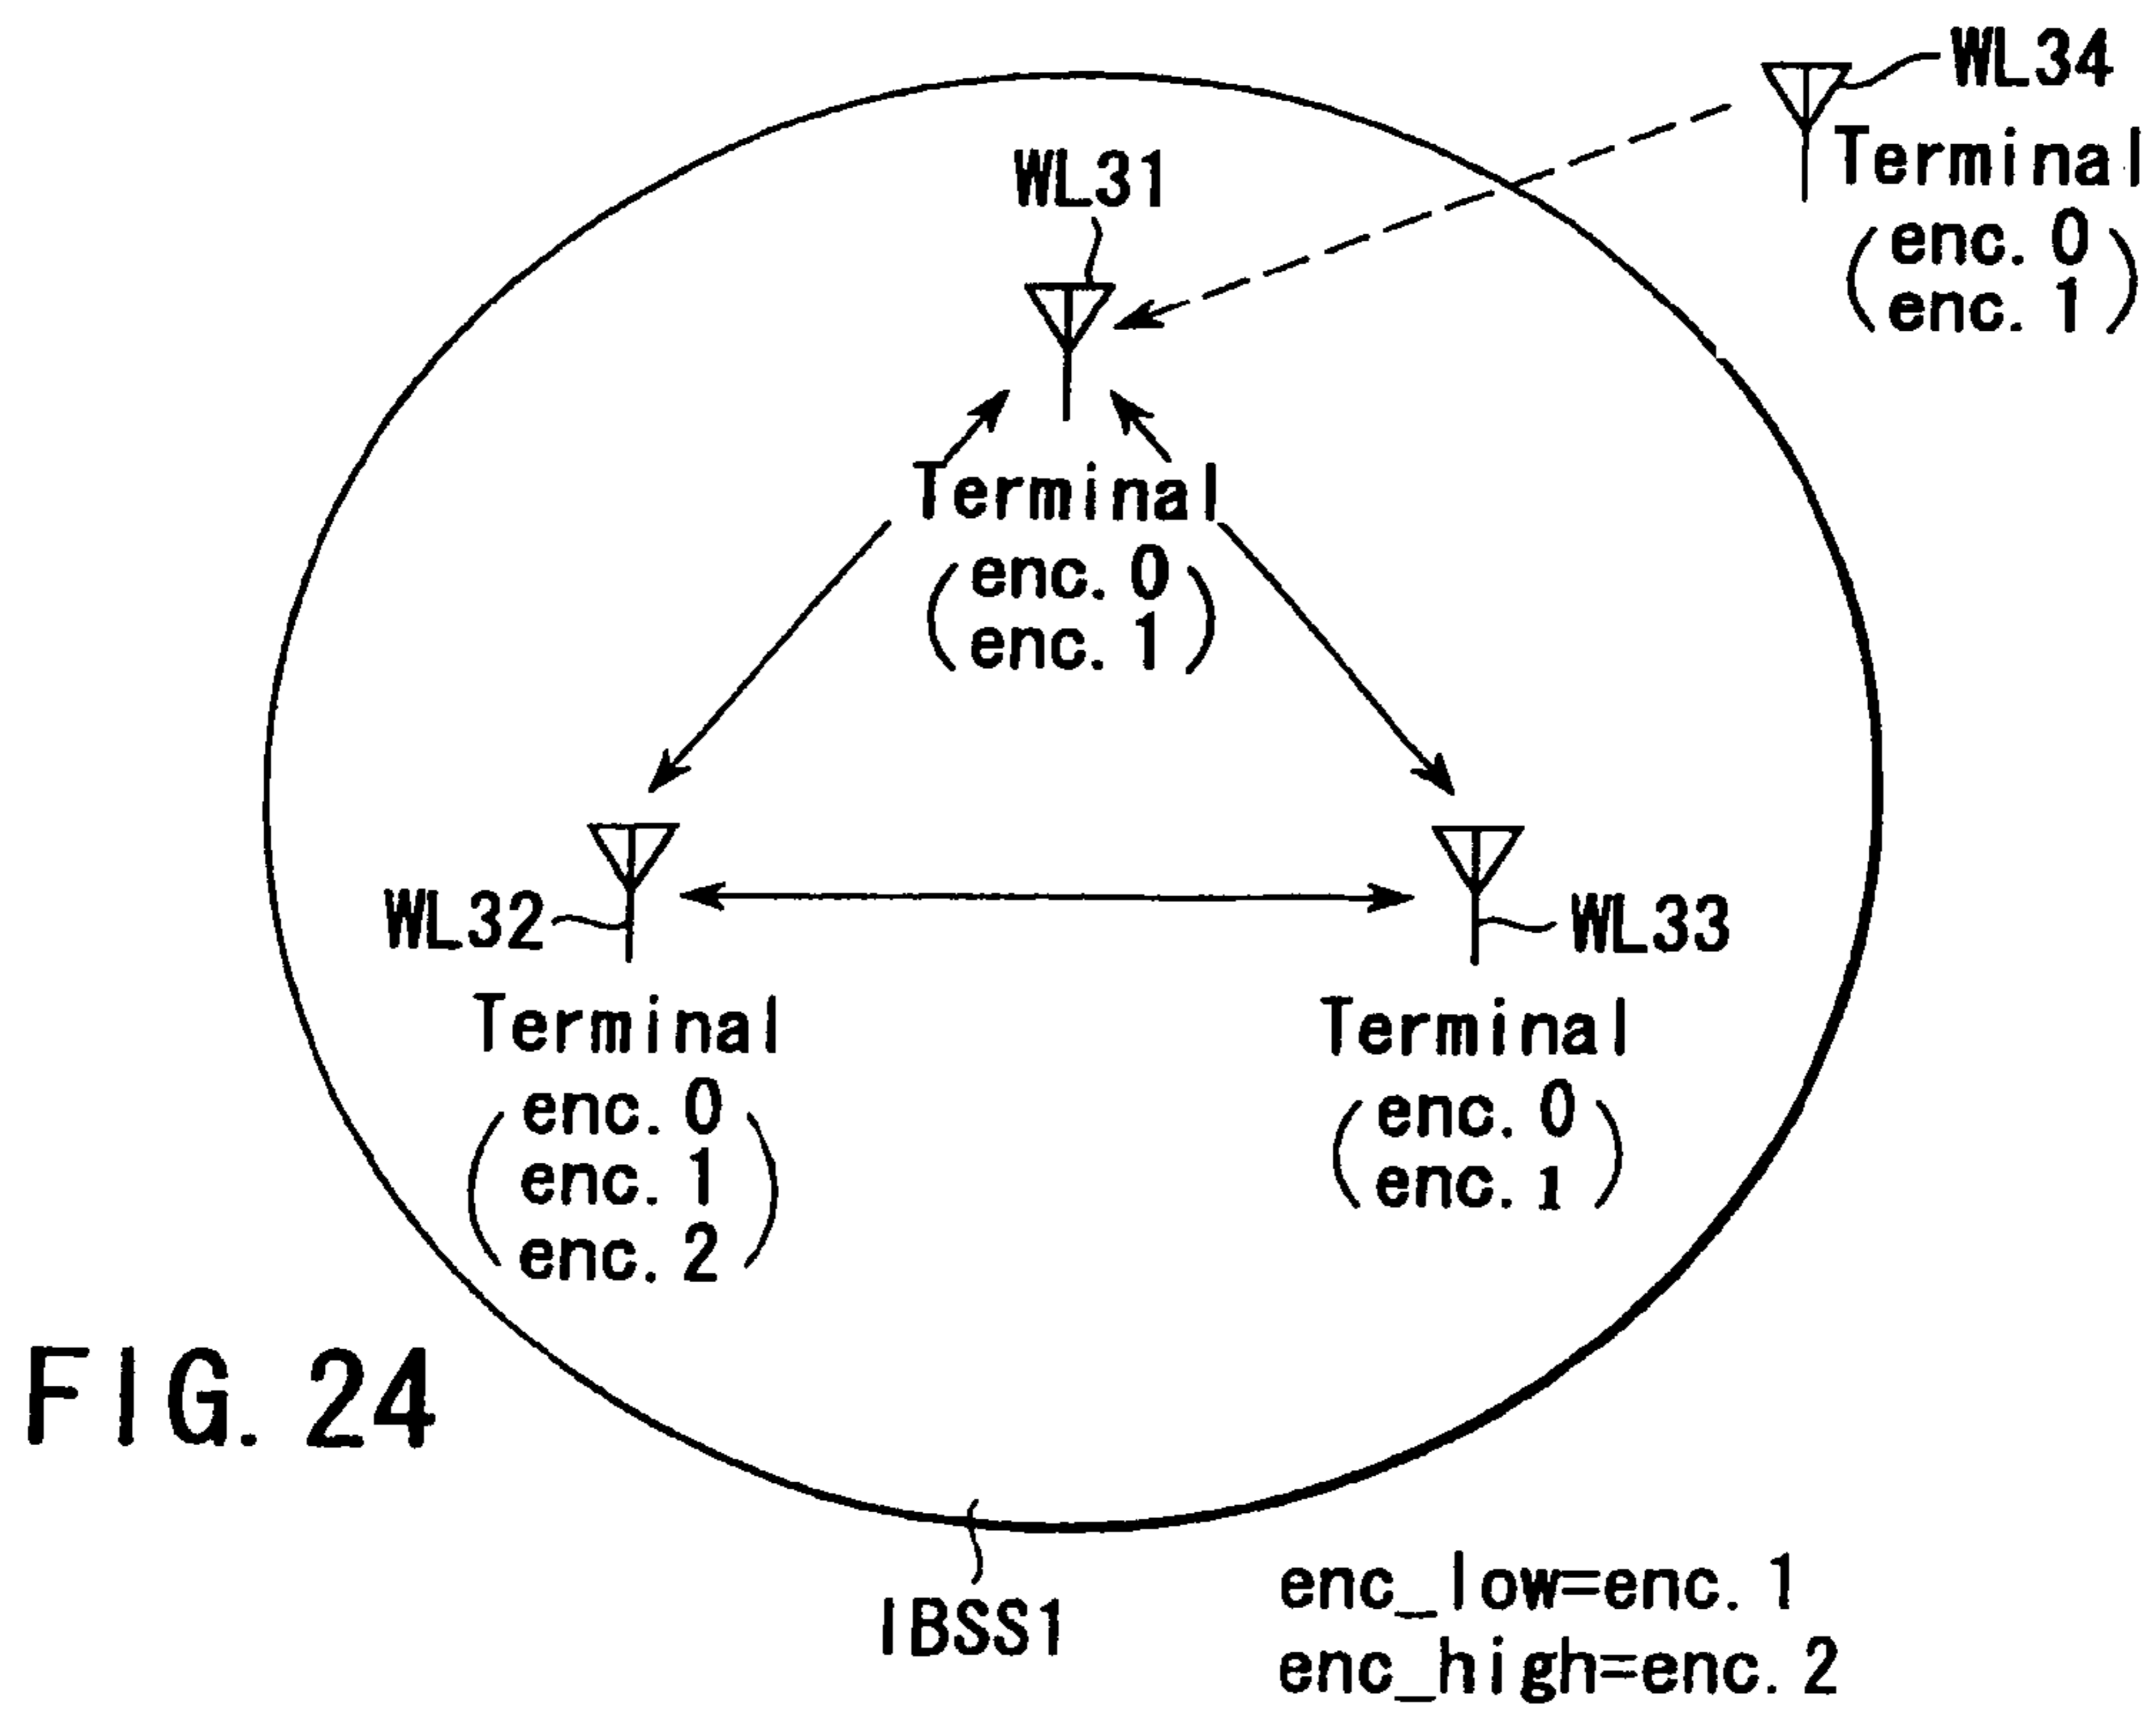 WL34
Terminal
enc. 0
enc. 1
WL31
Terminal
enc. 0
enc. 1
WL32
Terminal
enc. 0
enc. 1
enc. 2
WL33
Terminal
enc. 0
enc. 1
FIG. 24
IBSS1
enc_low=enc. 1
enc_high=enc. 2